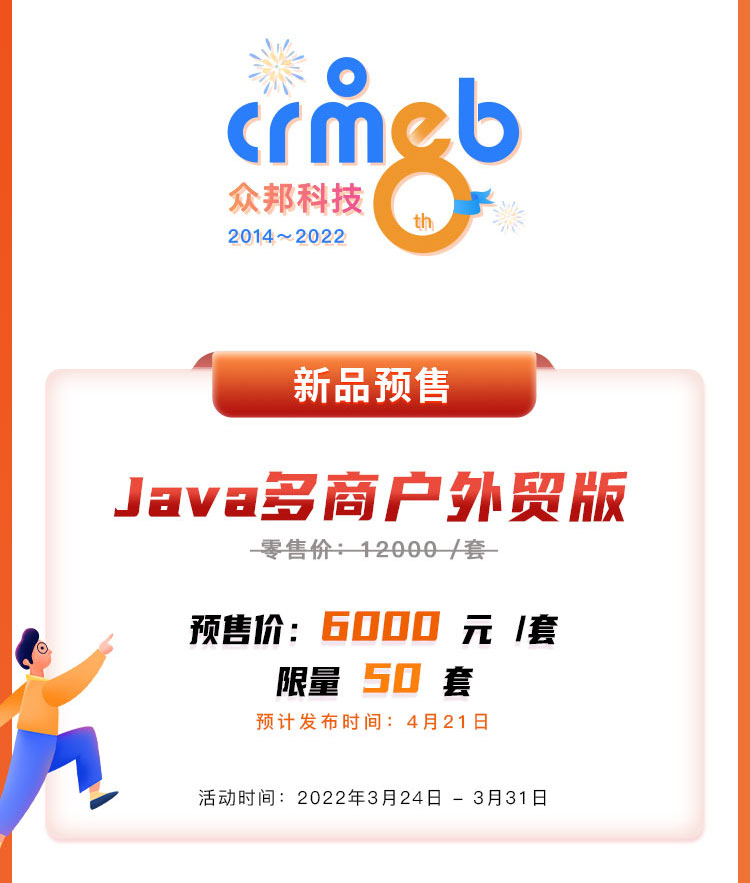 crmeb
众邦科技
8th
2014～2022
新品预售
Java多商户外贸版
零售价：12000 /套
预售价：6000 元 /套
限量 50 套
预计发布时间：4月21日
活动时间：2022年3月24日 - 3月31日